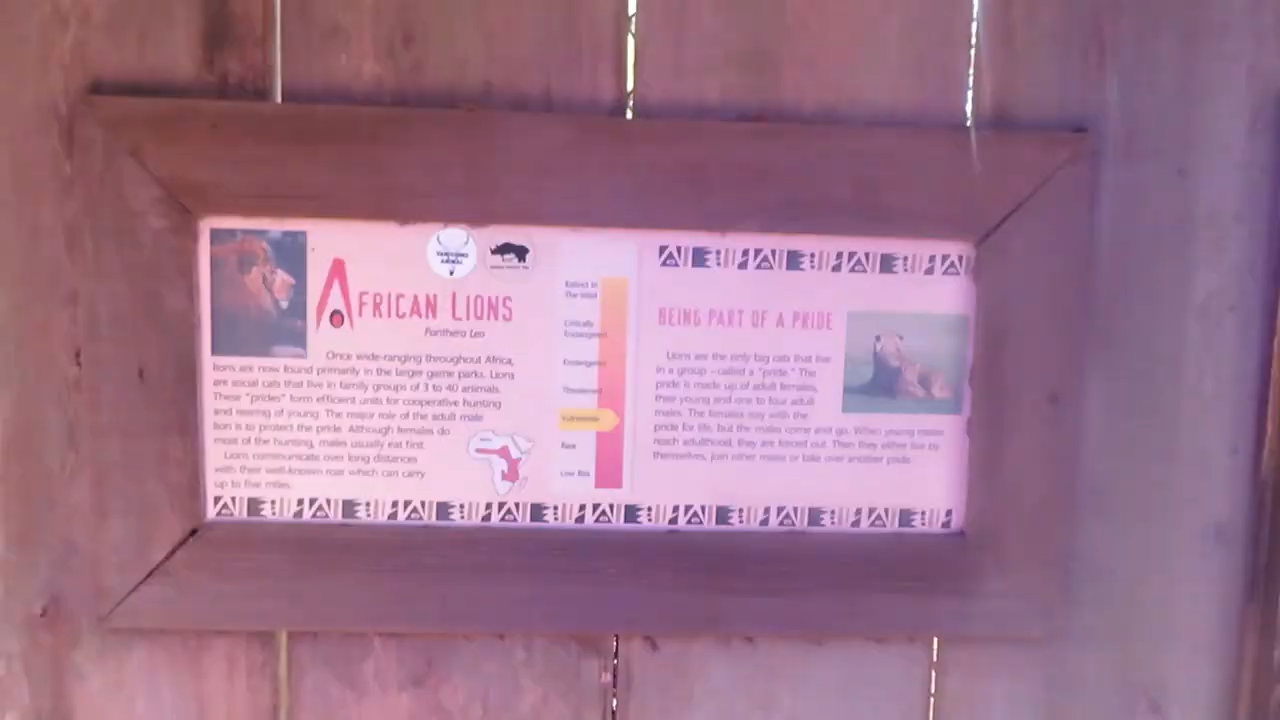 AFRICAN LIONS
Panthera Leo
Once wide-ranging throughout Africa,
lions are now found primarily in the larger game parks. Lions
are social cats that live in family groups of 3 to 40 animals.
These "prides" form efficient units for cooperative hunting
and rearing of young. The major role of the adult male
lion is to protect the pride. Although females do
most of the hunting, males usually eat first.
Lions communicate over long distances
with their well-known roar which can carry
up to five miles.
Extinct In
The Wild
Critically
Endangered
Endangered
Threatened
Vulnerable
Rare
Low Risk
BEING PART OF A PRIDE
Lions are the only big cats that live
in a group – called a "pride." The
pride is made up of adult females,
their young and one to four adult
males. The females stay with the
pride for life, but the males come and go. When young males
reach adulthood, they are forced out. Then they either live by
themselves, join other males or take over another pride.